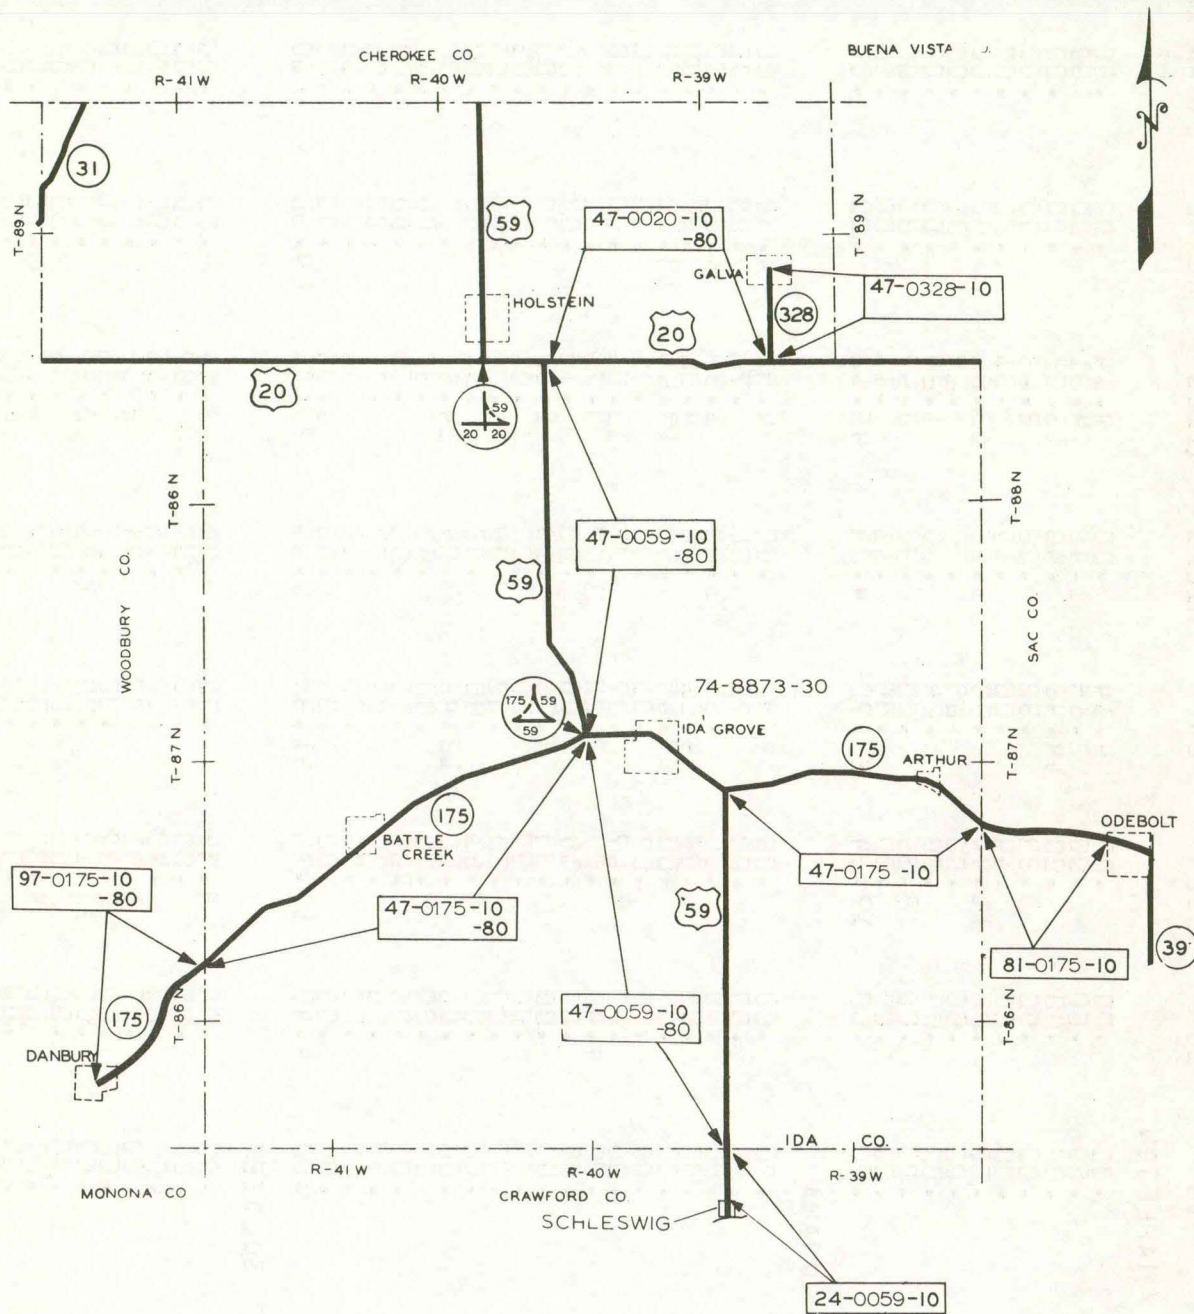 CHEROKEE CO.
BUENA VISTA
R-41 W
R-40 W
R-39 W
N
31
T-89 N
59
47-0020-10
-80
T-89 N
GALVA
47-0328-10
HOLSTEIN
328
20
20
59
20 20
T-86 N
T-88 N
47-0059-10
-80
59
WOODBURY CO.
SAC CO.
74-8873-30
175 59
59
IDA GROVE
T-87 N
T-87 N
175
ARTHUR
175
BATTLE
CREEK
ODEBOLT
97-0175-10
-80
47-0175-10
47-0175-10
-80
59
39
81-0175-10
175
T-86 N
47-0059-10
-80
T-86 N
DANBURY
IDA CO.
R-41 W
R-40 W
R-39 W
MONONA CO
CRAWFORD CO
SCHLESWIG
24-0059-10